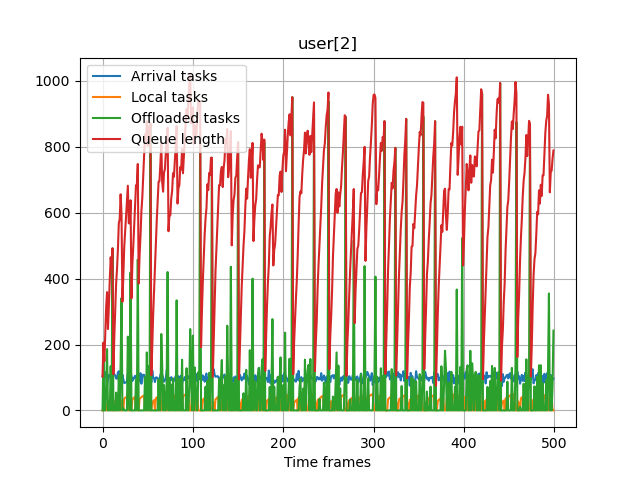 user[2]
Arrival tasks
Local tasks
Offloaded tasks
Queue length
1000
800
600
400
200
0
0 100 200 300 400 500
Time frames